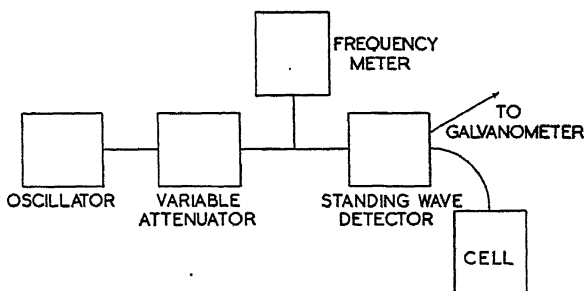 FREQUENCY
METER
TO
GALVANOMETER
OSCILLATOR
VARIABLE
ATTENUATOR
STANDING WAVE
DETECTOR
CELL